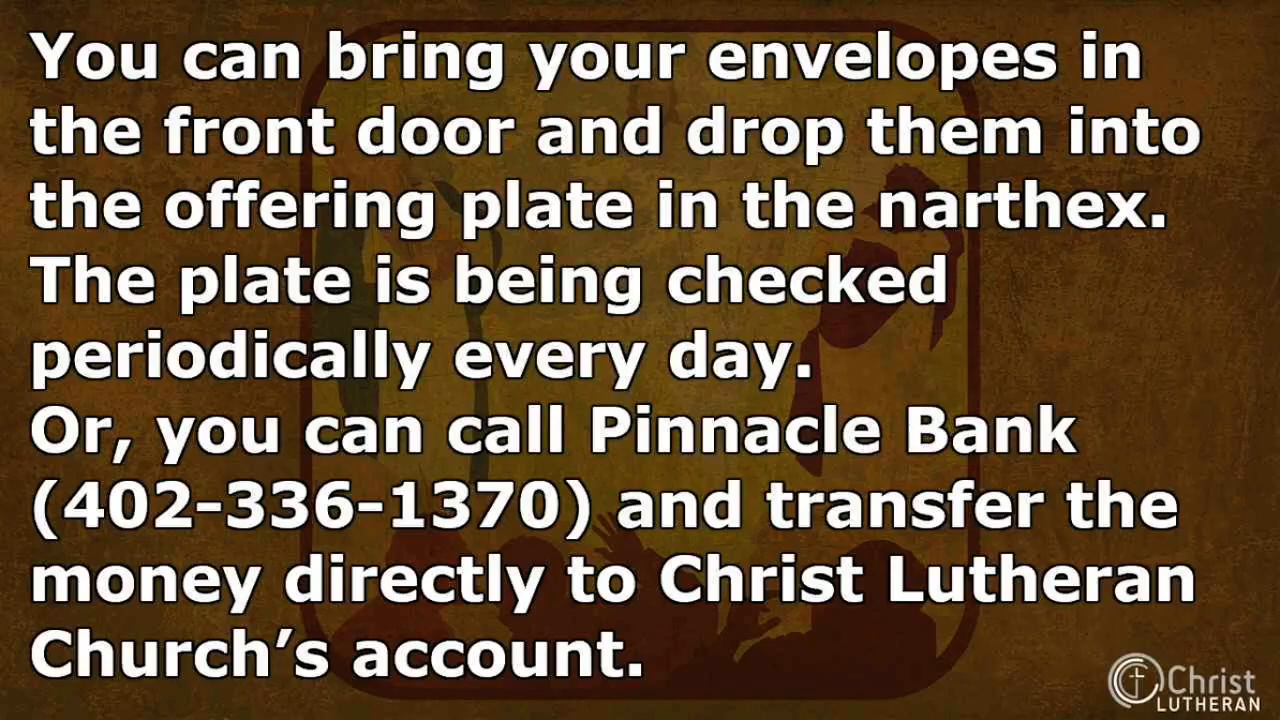 You can bring your envelopes in
the front door and drop them into
the offering plate in the narthex.
The plate is being checked
periodically every day.
Or, you can call Pinnacle Bank
(402-336-1370) and transfer the
money directly to Christ Lutheran
Church’s account.
Christ
LUTHERAN